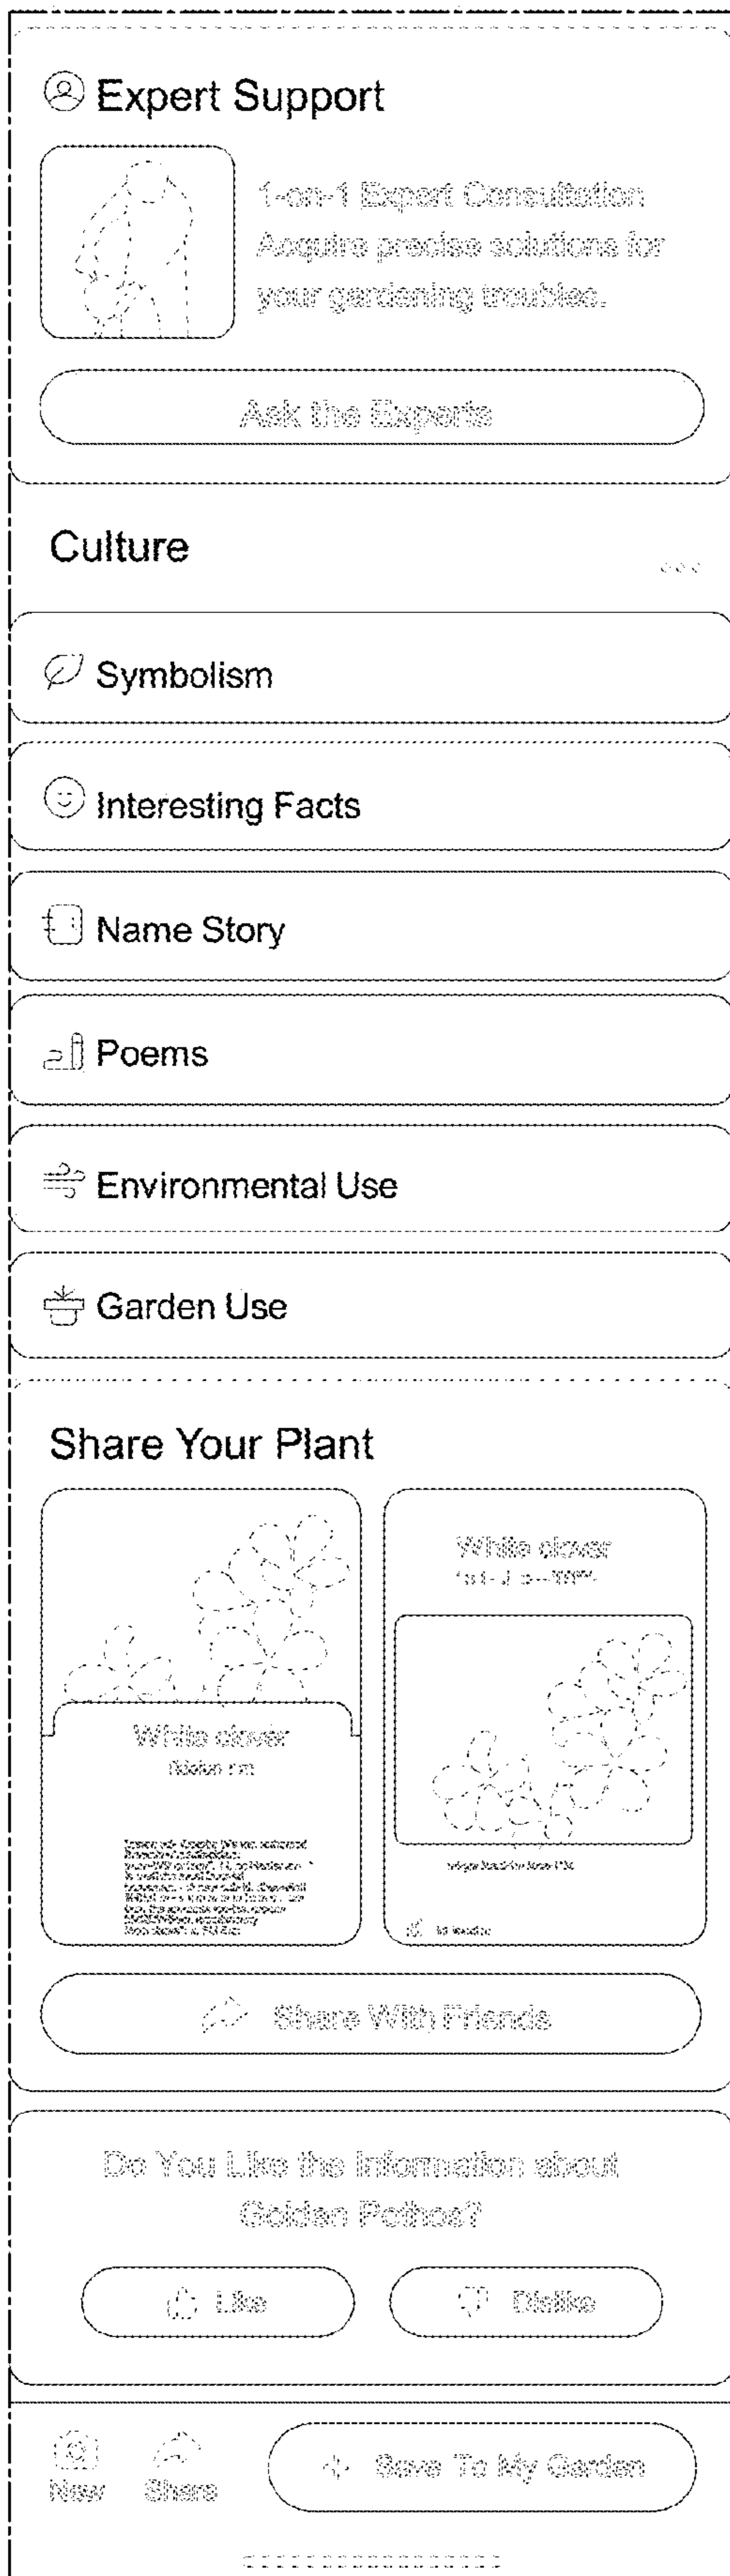 Expert Support
1-on-1 Expert Consultation
Acquire precise solutions for
your gardening troubles.
Ask the Experts
Culture
Symbolism
Interesting Facts
Name Story
Poems
Environmental Use
Garden Use
Share Your Plant
White clover
White clover
Share With Friends
Do You Like the Information about
Golden Pothos?
Like
Dislike
New
Share
Save To My Garden